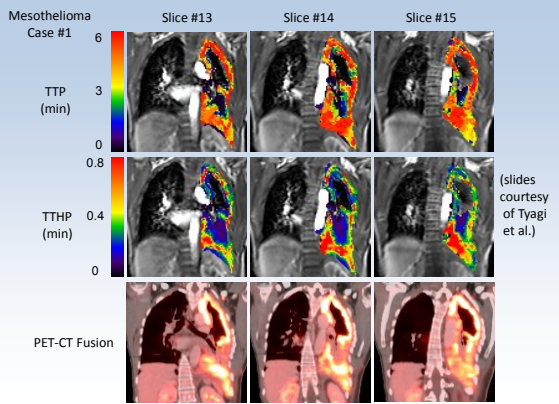 Mesothelioma
Case #1
Slice #13
Slice #14
Slice #15
TTP
(min)
6
3
0
TTHP
(min)
0.8
0.4
0
(slides
courtesy
of Tyagi
et al.)
PET-CT Fusion